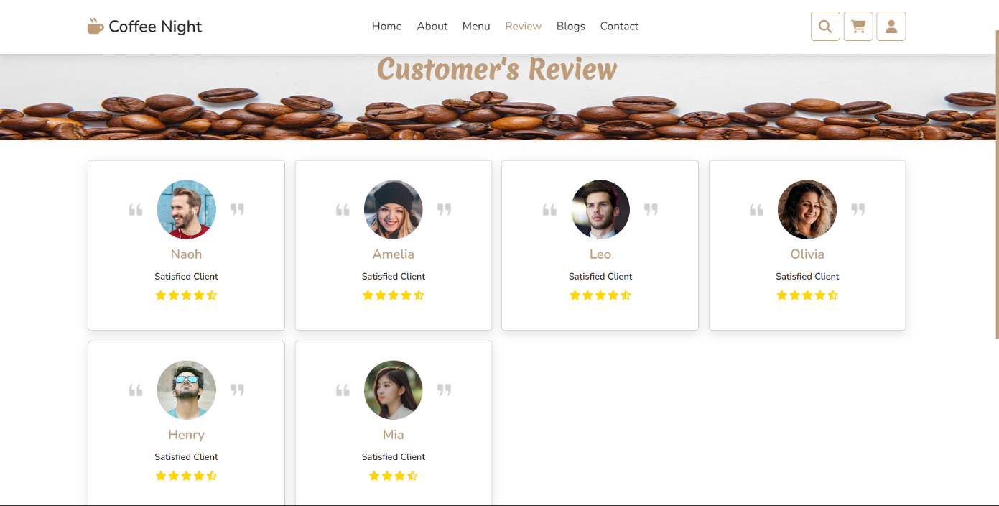 Coffee Night
Home About Menu Review Blogs Contact
Customer's Review
Naoh
Satisfied Client
Amelia
Satisfied Client
Leo
Satisfied Client
Olivia
Satisfied Client
Henry
Satisfied Client
Mia
Satisfied Client